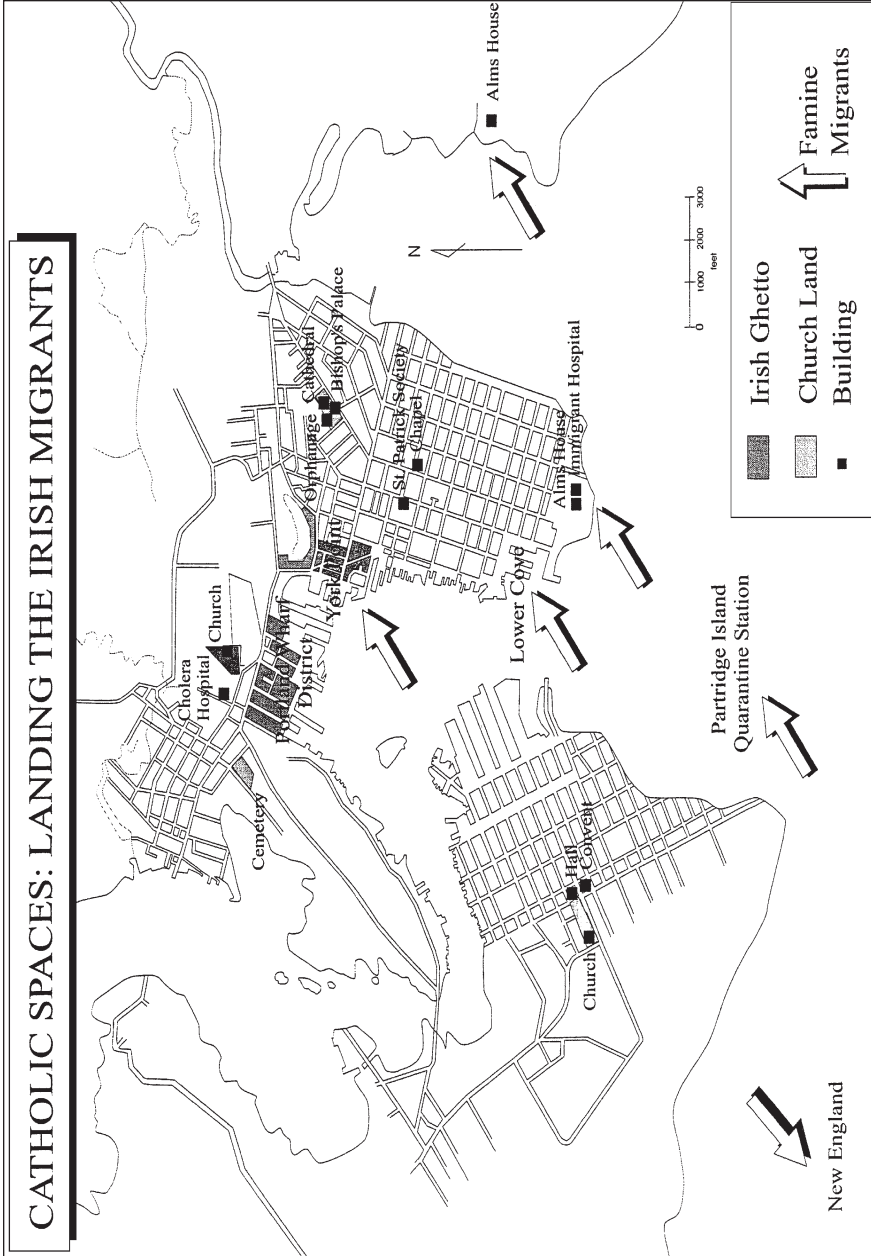 CATHOLIC SPACES: LANDING THE IRISH MIGRANTS
Cholera
Hospital
Church
Cemetery
Portland Wharf
District
York Point
Orphanage
Cathedral
Bishop's Palace
St. Patrick Society
Chapel
Alms House
Immigrant Hospital
Lower Cove
Alms House
N
Hall
Convent
Church
Partridge Island
Quarantine Station
New England
0
1000
2000
3000
feet
Irish Ghetto
Church Land
Building
Famine
Migrants